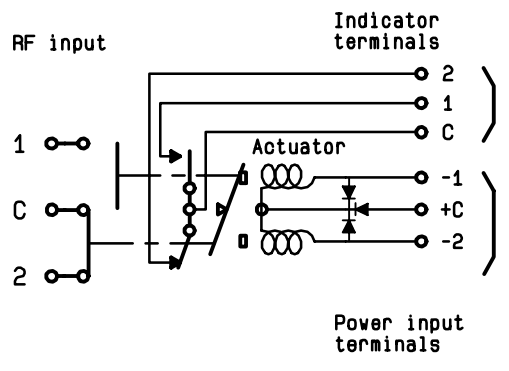 Indicator
terminals
RF input
2
1
C
Actuator
1
-1
C
+C
-2
2
Power input
terminals